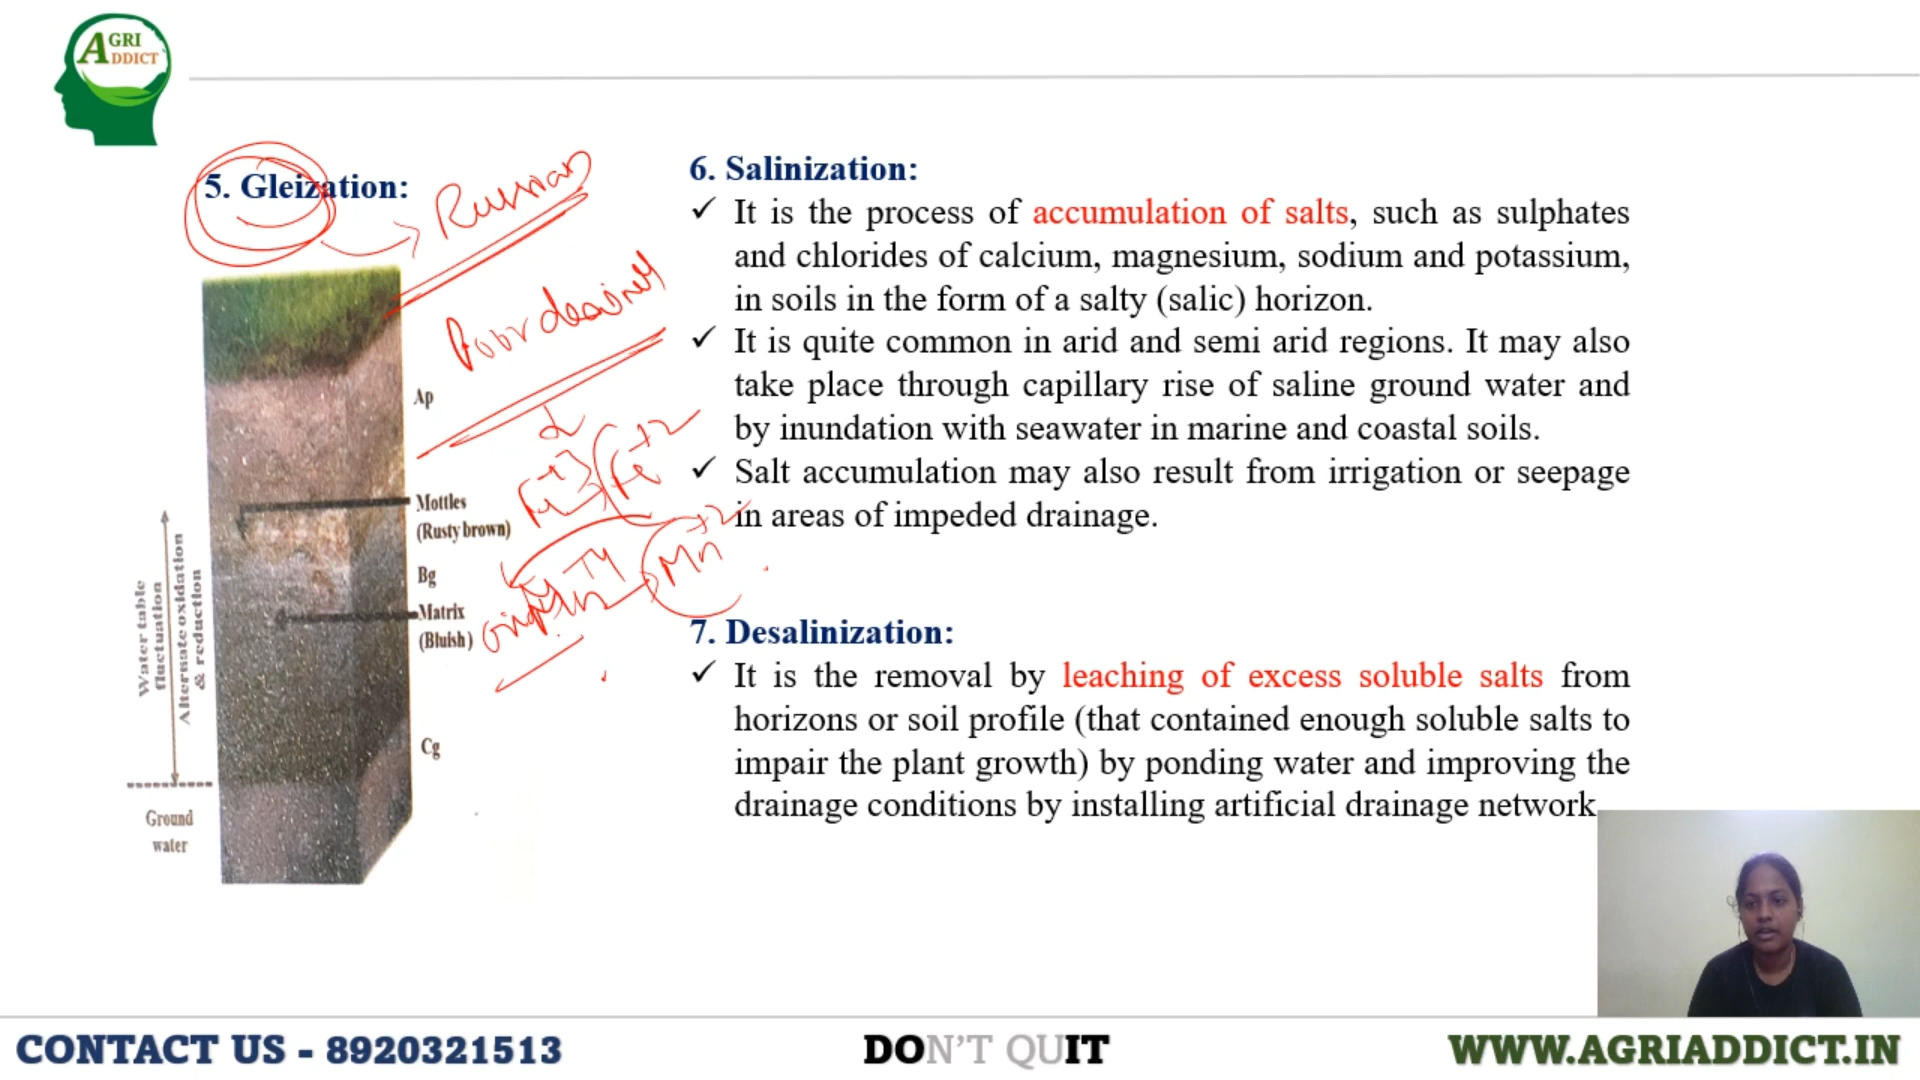 AGRI
ADDICT
5. Gleization:
Russian
Poor drainy
Ap
Mottles
(Rusty brown)
Bg
Matrix
(Bluish)
Cg
Water table
fluctuation
Alternate oxidation
& reduction
Ground
water
Fe+2
Mn+2
6. Salinization:
✓ It is the process of accumulation of salts, such as sulphates
and chlorides of calcium, magnesium, sodium and potassium,
in soils in the form of a salty (salic) horizon.
✓ It is quite common in arid and semi arid regions. It may also
take place through capillary rise of saline ground water and
by inundation with seawater in marine and coastal soils.
✓ Salt accumulation may also result from irrigation or seepage
in areas of impeded drainage.
7. Desalinization:
✓ It is the removal by leaching of excess soluble salts from
horizons or soil profile (that contained enough soluble salts to
impair the plant growth) by ponding water and improving the
drainage conditions by installing artificial drainage network
CONTACT US - 8920321513
DON'T QUIT
WWW.AGRIADDICT.IN